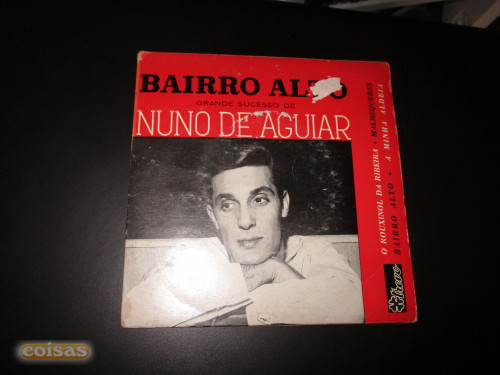 BAIRRO ALTO
GRANDE SUCESSO DE
NUNO DE AGUIAR
O ROUXINOL DA RIBEIRA • MALMEQUERES
BAIRRO ALTO • A MINHA ALDEIA
coisas